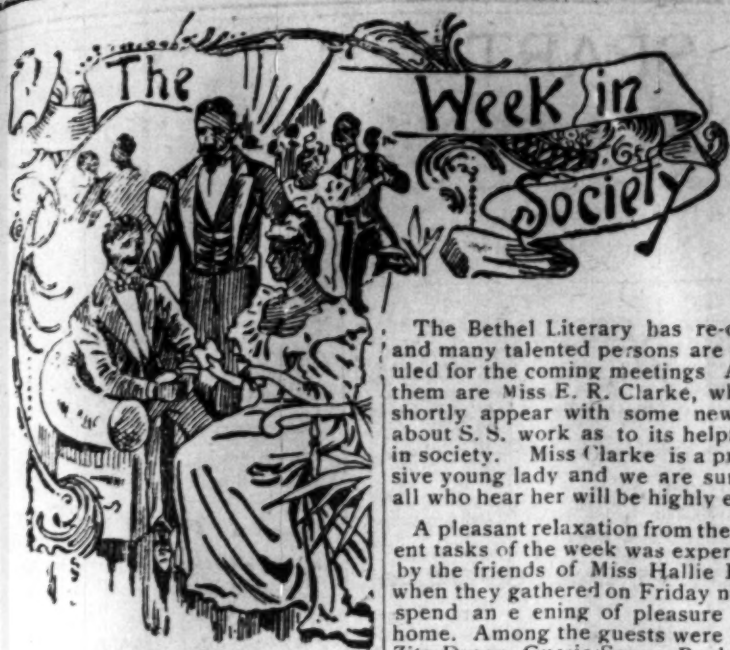 The
Week in
Society
The Bethel Literary has re-
and many talented persons are
uled for the coming meetings
them are Miss E. R. Clarke, wh
shortly appear with some new
about S. S. work as to its help
in society. Miss Clarke is a pr
sive young lady and we are su
all who hear her will be highly e
A pleasant relaxation from the
ent tasks of the week was exper
by the friends of Miss Hallie
when they gathered on Friday n
spend an e ening of pleasure
home. Among the guests were